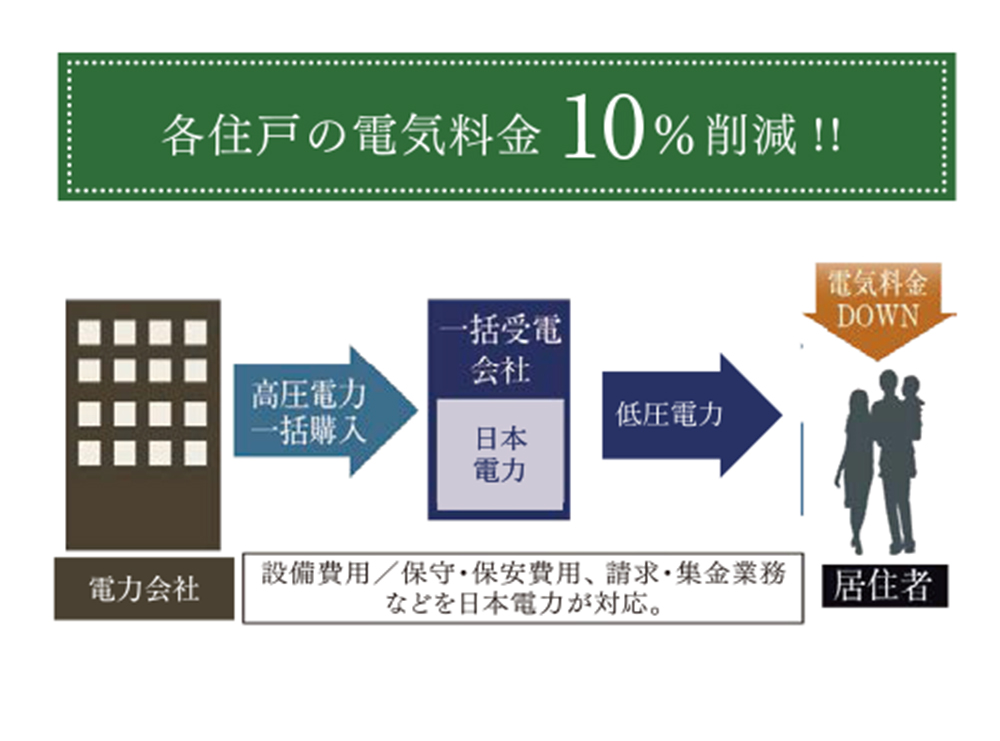 各住戸の電気料金10%削減!!
電気料金
DOWN
高圧電力
一括購入
一括受電
会社
日本
電力
低圧電力
電力会社
設備費用／保守・保安費用、請求・集金業務
などを日本電力が対応。
居住者